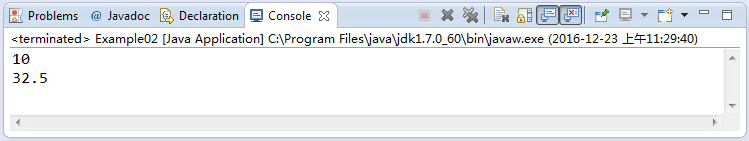 Problems @ Javadoc Declaration Console
<terminated> Example02 [Java Application] C:\Program Files\java\jdk1.7.0_60\bin\javaw.exe (2016-12-23 上午11:29:40)
10
32.5